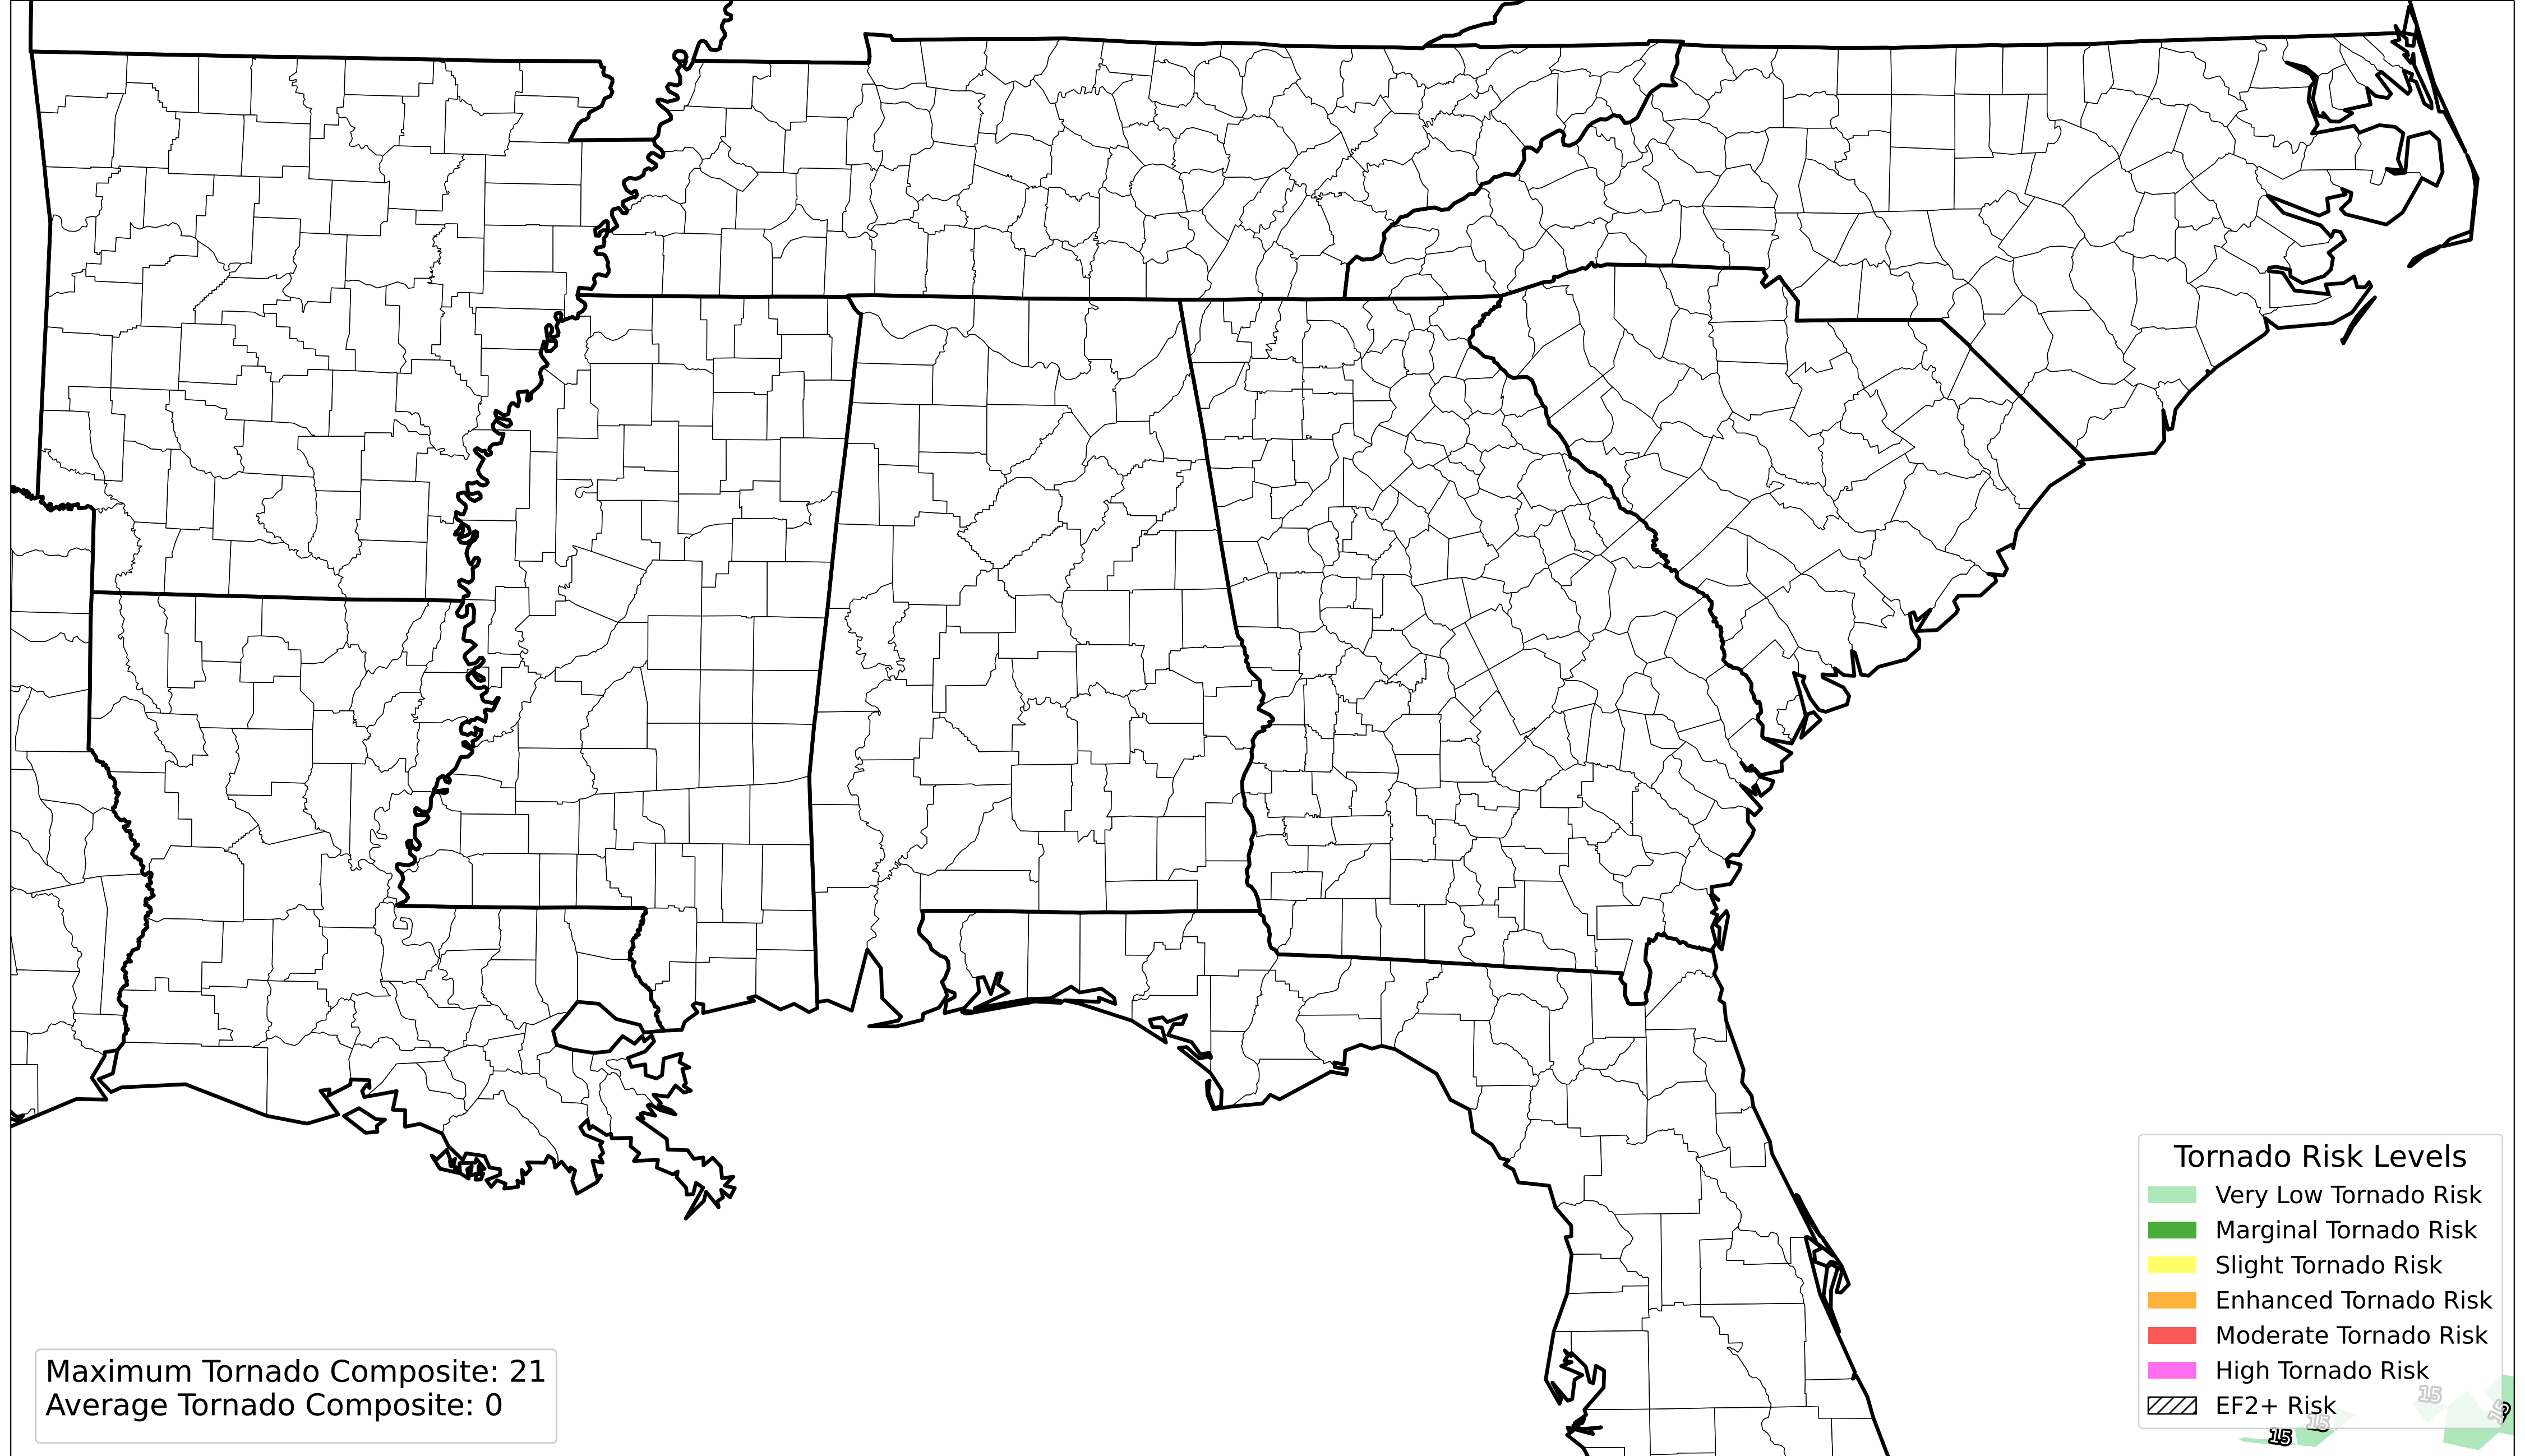 Tornado Risk Levels
Very Low Tornado Risk
Marginal Tornado Risk
Slight Tornado Risk
Enhanced Tornado Risk
Moderate Tornado Risk
High Tornado Risk
EF2+ Risk
Maximum Tornado Composite: 21
Average Tornado Composite: 0
15
15
15
15